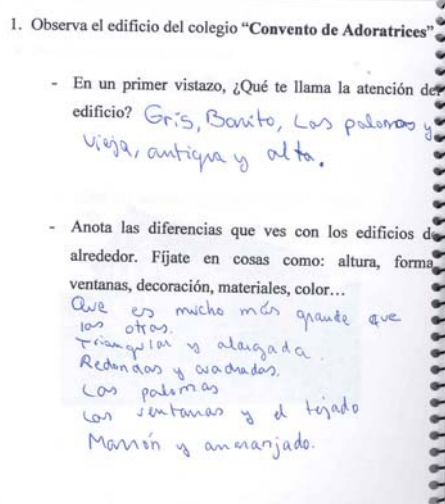 1. Observa el edificio del colegio “Convento de Adoratrices”
- En un primer vistazo, ¿Qué te llama la atención del
edificio? Gris, Bonito, Las palomas y
vieja, antigua y alta.
- Anota las diferencias que ves con los edificios de
alrededor. Fíjate en cosas como: altura, forma,
ventanas, decoración, materiales, color…
Que es mucho más grande que
las otras.
Triangular y alargada.
Redondas y cuadradas.
Las palomas
Las ventanas y el tejado
Marrón y anaranjado.